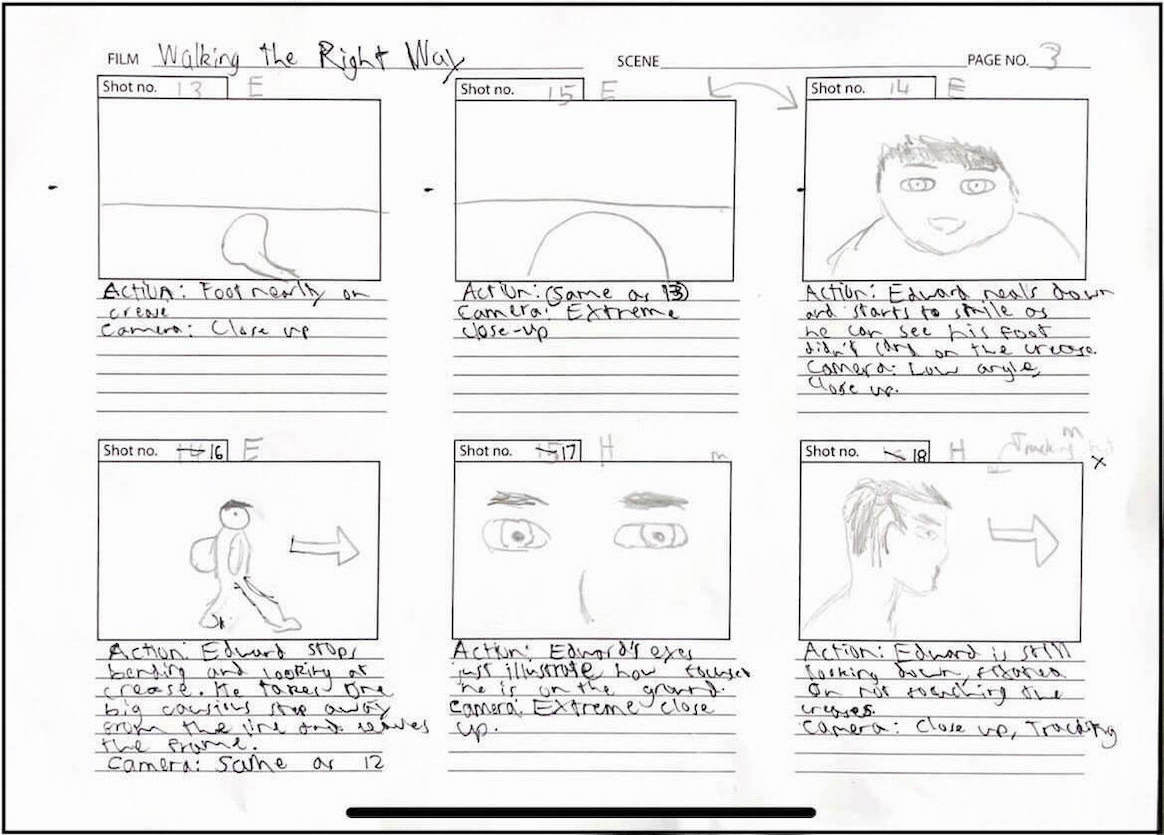 FILM Walking the Right Way SCENE PAGE NO. 3
Shot no. 13 E
Action: Foot nearly on
crease
Camera: Close up
Shot no. 15 E
Action: (Same as 13)
Camera: Extreme
close-up
Shot no. 14 E
Action: Edward neals down
and starts to smile as
he can see his foot
didn't land on the crease.
Camera: Low angle,
Close up.
Shot no. 14 16 E
Action: Edward stops
bending and looking at
crease. He takes one
big causius step away
from the line and leaves
the frame.
Camera: Same as 12
Shot no. 15 17 H m
Action: Edward's eyes
just illustrate how focused
he is on the ground.
Camera: Extreme close
up.
Shot no. 18 H Tracking m
x
Action: Edward is still
looking down, fixated
on not touching the
creases.
Camera: Close up, Tracking